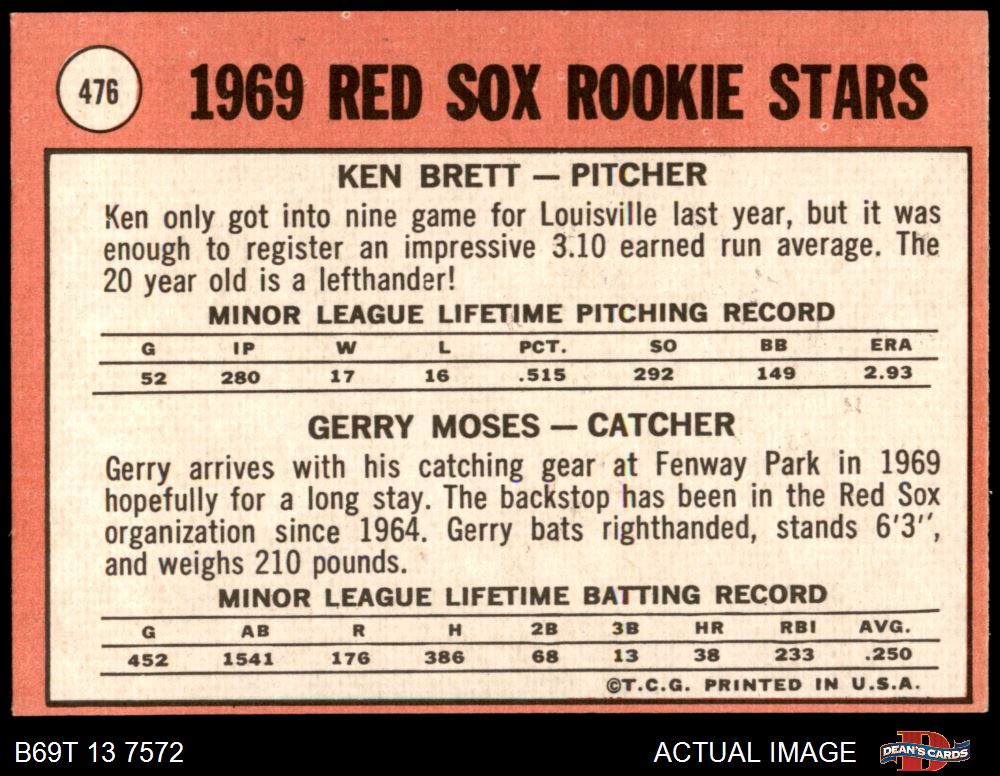 476
1969 RED SOX ROOKIE STARS
KEN BRETT — PITCHER
Ken only got into nine game for Louisville last year, but it was
enough to register an impressive 3.10 earned run average. The
20 year old is a lefthander!
MINOR LEAGUE LIFETIME PITCHING RECORD
G IP W L PCT. SO BB ERA
52 280 17 16 .515 292 149 2.93
GERRY MOSES — CATCHER
Gerry arrives with his catching gear at Fenway Park in 1969
hopefully for a long stay. The backstop has been in the Red Sox
organization since 1964. Gerry bats righthanded, stands 6'3'',
and weighs 210 pounds.
MINOR LEAGUE LIFETIME BATTING RECORD
G AB R H 2B 3B HR RBI AVG.
452 1541 176 386 68 13 38 233 .250
©T.C.G. PRINTED IN U.S.A.
B69T 13 7572
ACTUAL IMAGE
D
DEAN'S CARDS